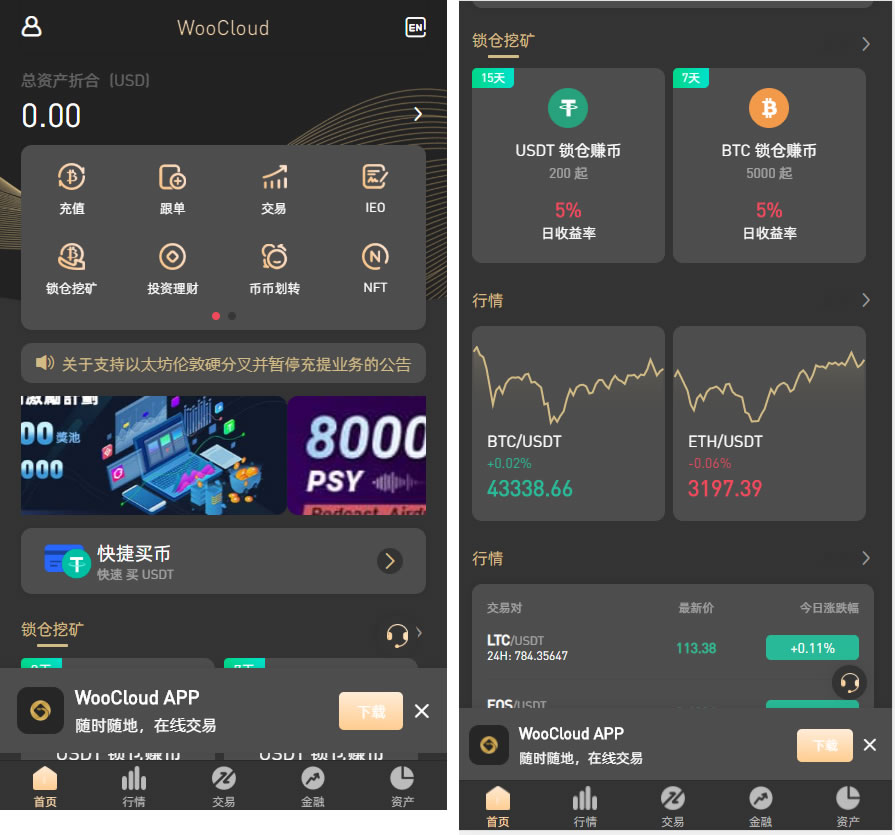 WooCloud
EN
总资产折合 (USD)
0.00
充值
跟单
交易
IEO
锁仓挖矿
投资理财
币币划转
NFT
关于支持以太坊伦敦硬分叉并暂停充提业务的公告
激勵計劃
00 獎池
000
8000
PSY
Podcast Aird
快捷买币
快速 买 USDT
锁仓挖矿
WooCloud APP
随时随地，在线交易
下载
USDT 锁仓赚币
USDT 锁仓赚币
首页
行情
交易
金融
资产
锁仓挖矿
15天
USDT 锁仓赚币
200 起
5%
日收益率
7天
BTC 锁仓赚币
5000 起
5%
日收益率
行情
BTC/USDT
+0.02%
43338.66
ETH/USDT
-0.06%
3197.39
行情
交易对
最新价
今日涨跌幅
LTC/USDT
24H: 784.35647
113.38
+0.11%
EOS/USDT
WooCloud APP
随时随地，在线交易
下载
首页
行情
交易
金融
资产